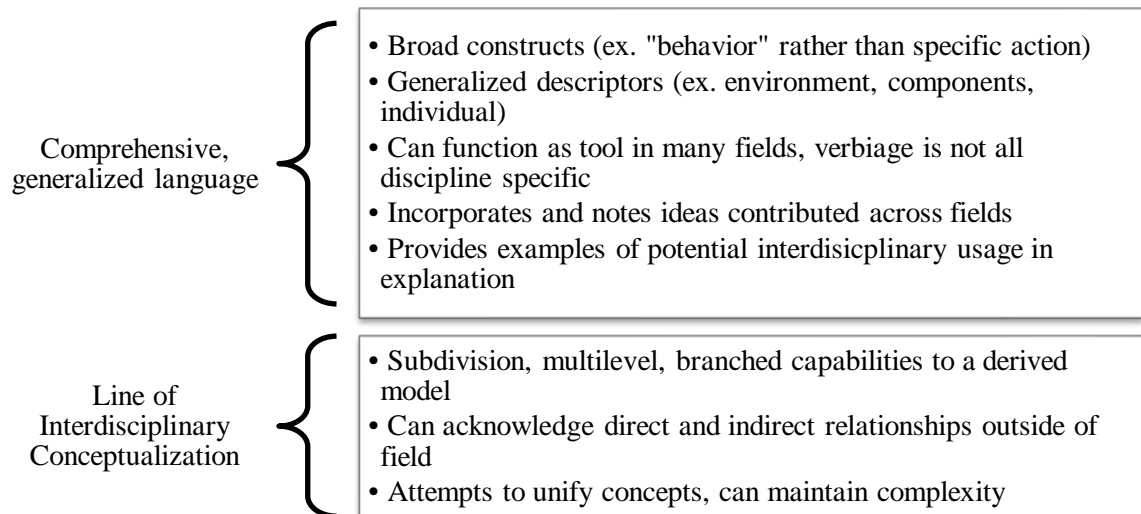 Comprehensive,
generalized language
• Broad constructs (ex. "behavior" rather than specific action)
• Generalized descriptors (ex. environment, components,
individual)
• Can function as tool in many fields, verbiage is not all
discipline specific
• Incorporates and notes ideas contributed across fields
• Provides examples of potential interdisicplinary usage in
explanation
Line of
Interdisciplinary
Conceptualization
• Subdivision, multilevel, branched capabilities to a derived
model
• Can acknowledge direct and indirect relationships outside of
field
• Attempts to unify concepts, can maintain complexity